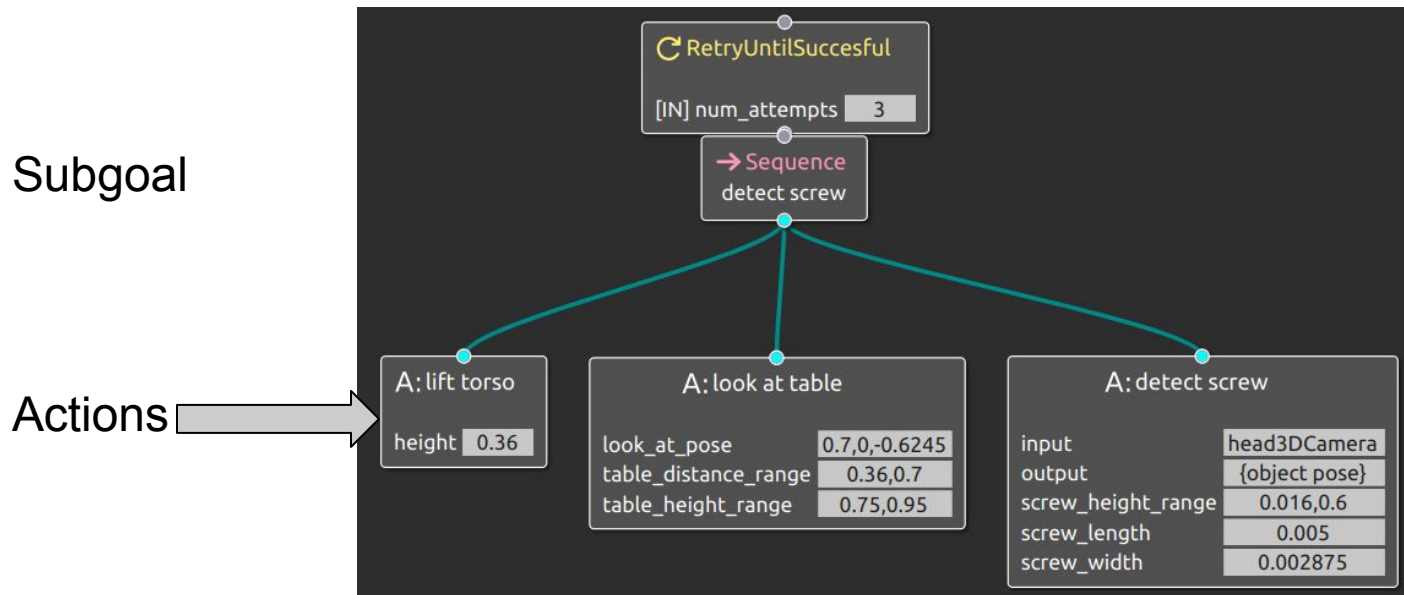 RetryUntilSuccesful
[IN] num_attempts 3
Subgoal
Sequence
detect screw
Actions
A: lift torso
height 0.36
A: look at table
look_at_pose 0.7,0,-0.6245
table_distance_range 0.36,0.7
table_height_range 0.75,0.95
A: detect screw
input head3DCamera
output {object pose}
screw_height_range 0.016,0.6
screw_length 0.005
screw_width 0.002875